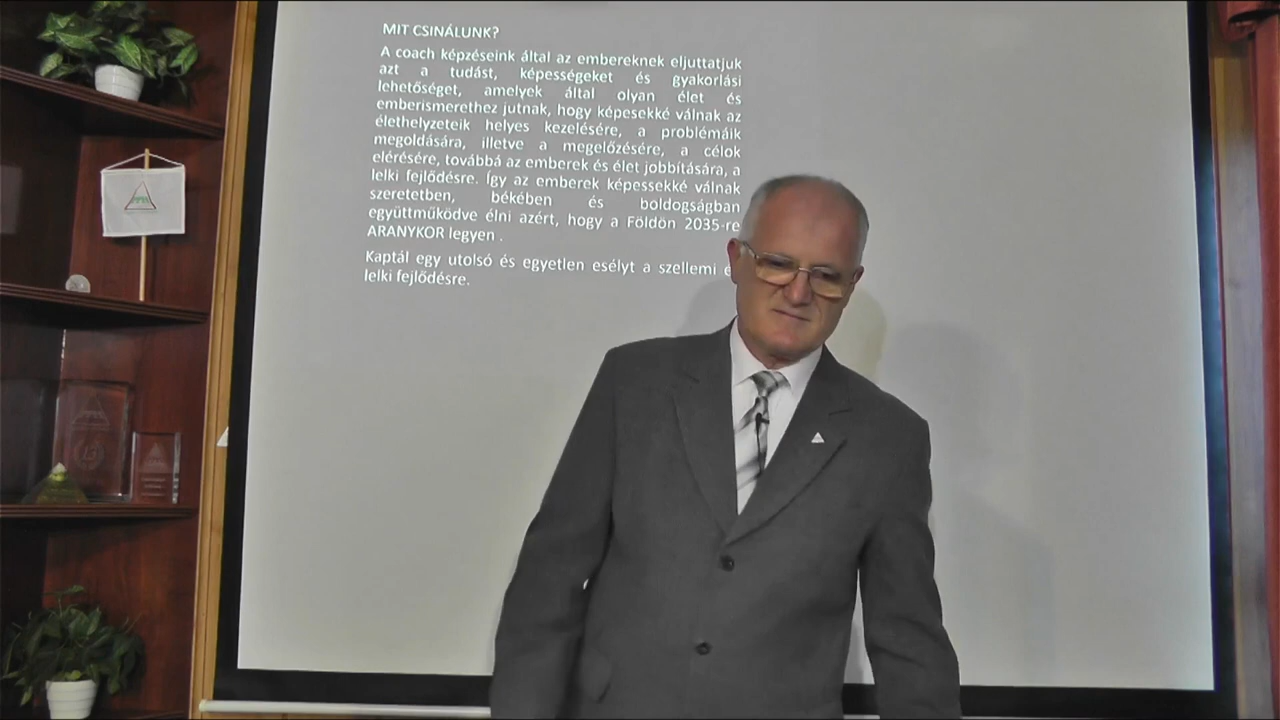 MIT CSINÁLUNK?
A coach képzéseink által az embereknek eljuttatjuk
azt a tudást, képességeket és gyakorlási
lehetőséget, amelyek által olyan élet és
emberismerethez jutnak, hogy képesekké válnak az
élethelyzeteik helyes kezelésére, a problémáik
megoldására, illetve a megelőzésére, a célok
elérésére, továbbá az emberek és élet jobbítására, a
lelki fejlődésre. Így az emberek képessekké válnak
szeretetben, békében és boldogságban
együttműködve élni azért, hogy a Földön 2035-re
ARANYKOR legyen .
Kaptál egy utolsó és egyetlen esélyt a szellemi
lelki fejlődésre.